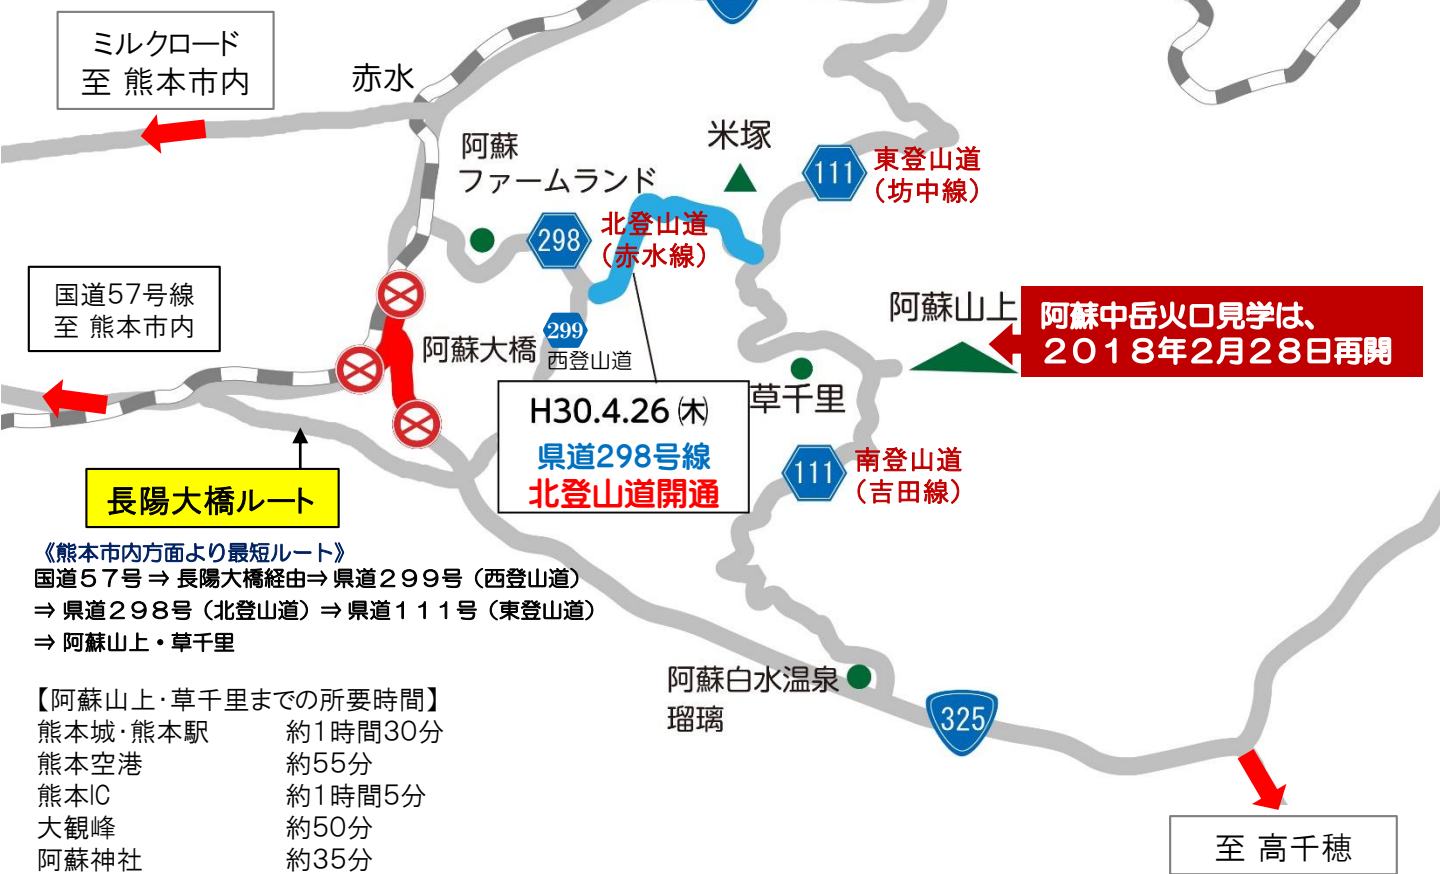 ミルクロード
至 熊本市内
赤水
米塚
阿蘇
ファームランド
111
東登山道
(坊中線)
298
北登山道
(赤水線)
国道57号線
至 熊本市内
阿蘇大橋
299
西登山道
阿蘇山上
阿蘇中岳火口見学は、
2018年2月28日再開
H30.4.26 ㈭
県道298号線
北登山道開通
草千里
111
南登山道
(吉田線)
長陽大橋ルート
《熊本市内方面より最短ルート》
国道57号 ⇒ 長陽大橋経由⇒ 県道299号(西登山道)
⇒ 県道298号(北登山道)⇒ 県道111号(東登山道)
⇒ 阿蘇山上・草千里
【阿蘇山上・草千里までの所要時間】
熊本城・熊本駅 約1時間30分
熊本空港 約55分
熊本IC 約1時間5分
大観峰 約50分
阿蘇神社 約35分
阿蘇白水温泉
瑠璃
325
至 高千穂